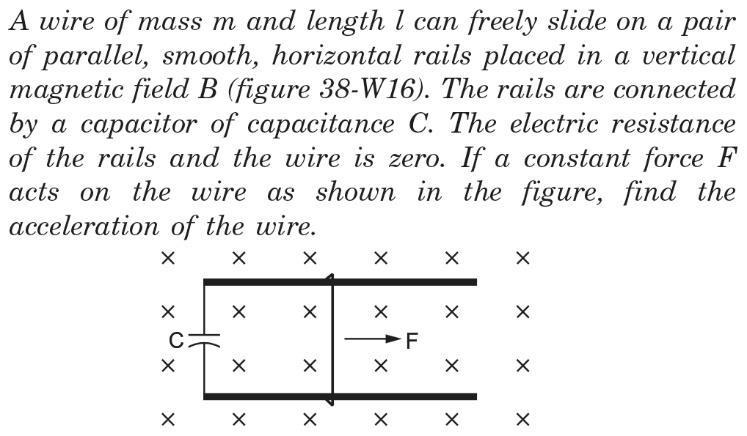 A wire of mass m and length l can freely slide on a pair
of parallel, smooth, horizontal rails placed in a vertical
magnetic field B (figure 38-W16). The rails are connected
by a capacitor of capacitance C. The electric resistance
of the rails and the wire is zero. If a constant force F
acts on the wire as shown in the figure, find the
acceleration of the wire.
× × × × × ×
× × × × × ×
C
F
× × × × × ×
× × × × × ×